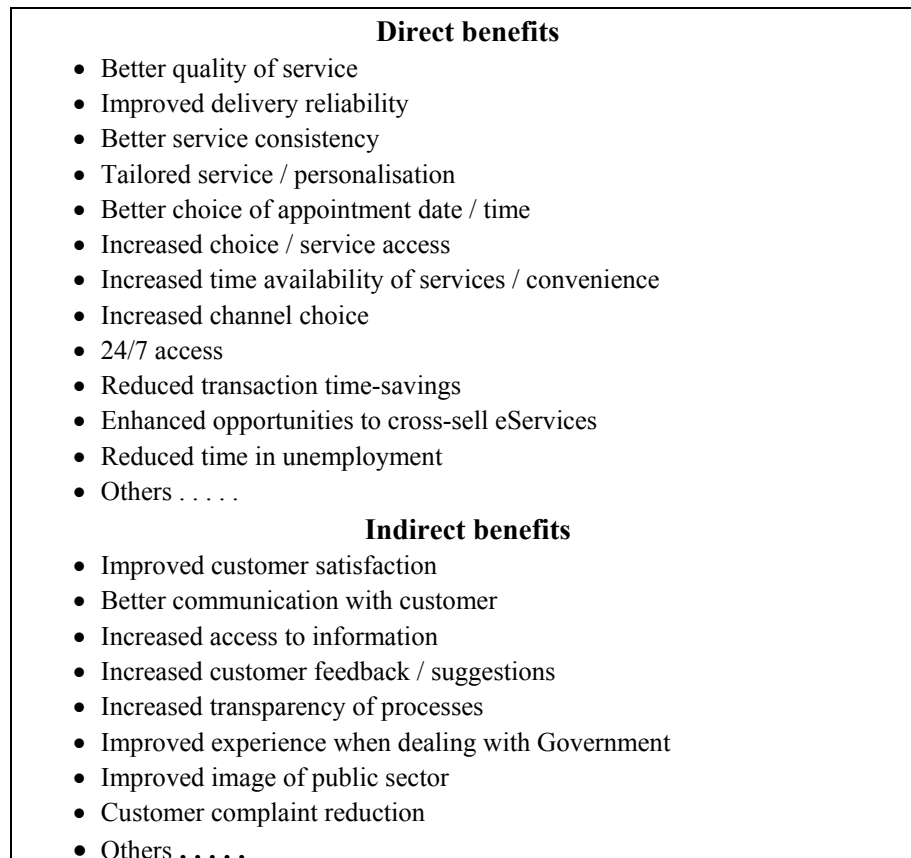 Direct benefits
• Better quality of service
• Improved delivery reliability
• Better service consistency
• Tailored service / personalisation
• Better choice of appointment date / time
• Increased choice / service access
• Increased time availability of services / convenience
• Increased channel choice
• 24/7 access
• Reduced transaction time-savings
• Enhanced opportunities to cross-sell eServices
• Reduced time in unemployment
• Others . . . . .
Indirect benefits
• Improved customer satisfaction
• Better communication with customer
• Increased access to information
• Increased customer feedback / suggestions
• Increased transparency of processes
• Improved experience when dealing with Government
• Improved image of public sector
• Customer complaint reduction
• Others . . . . .